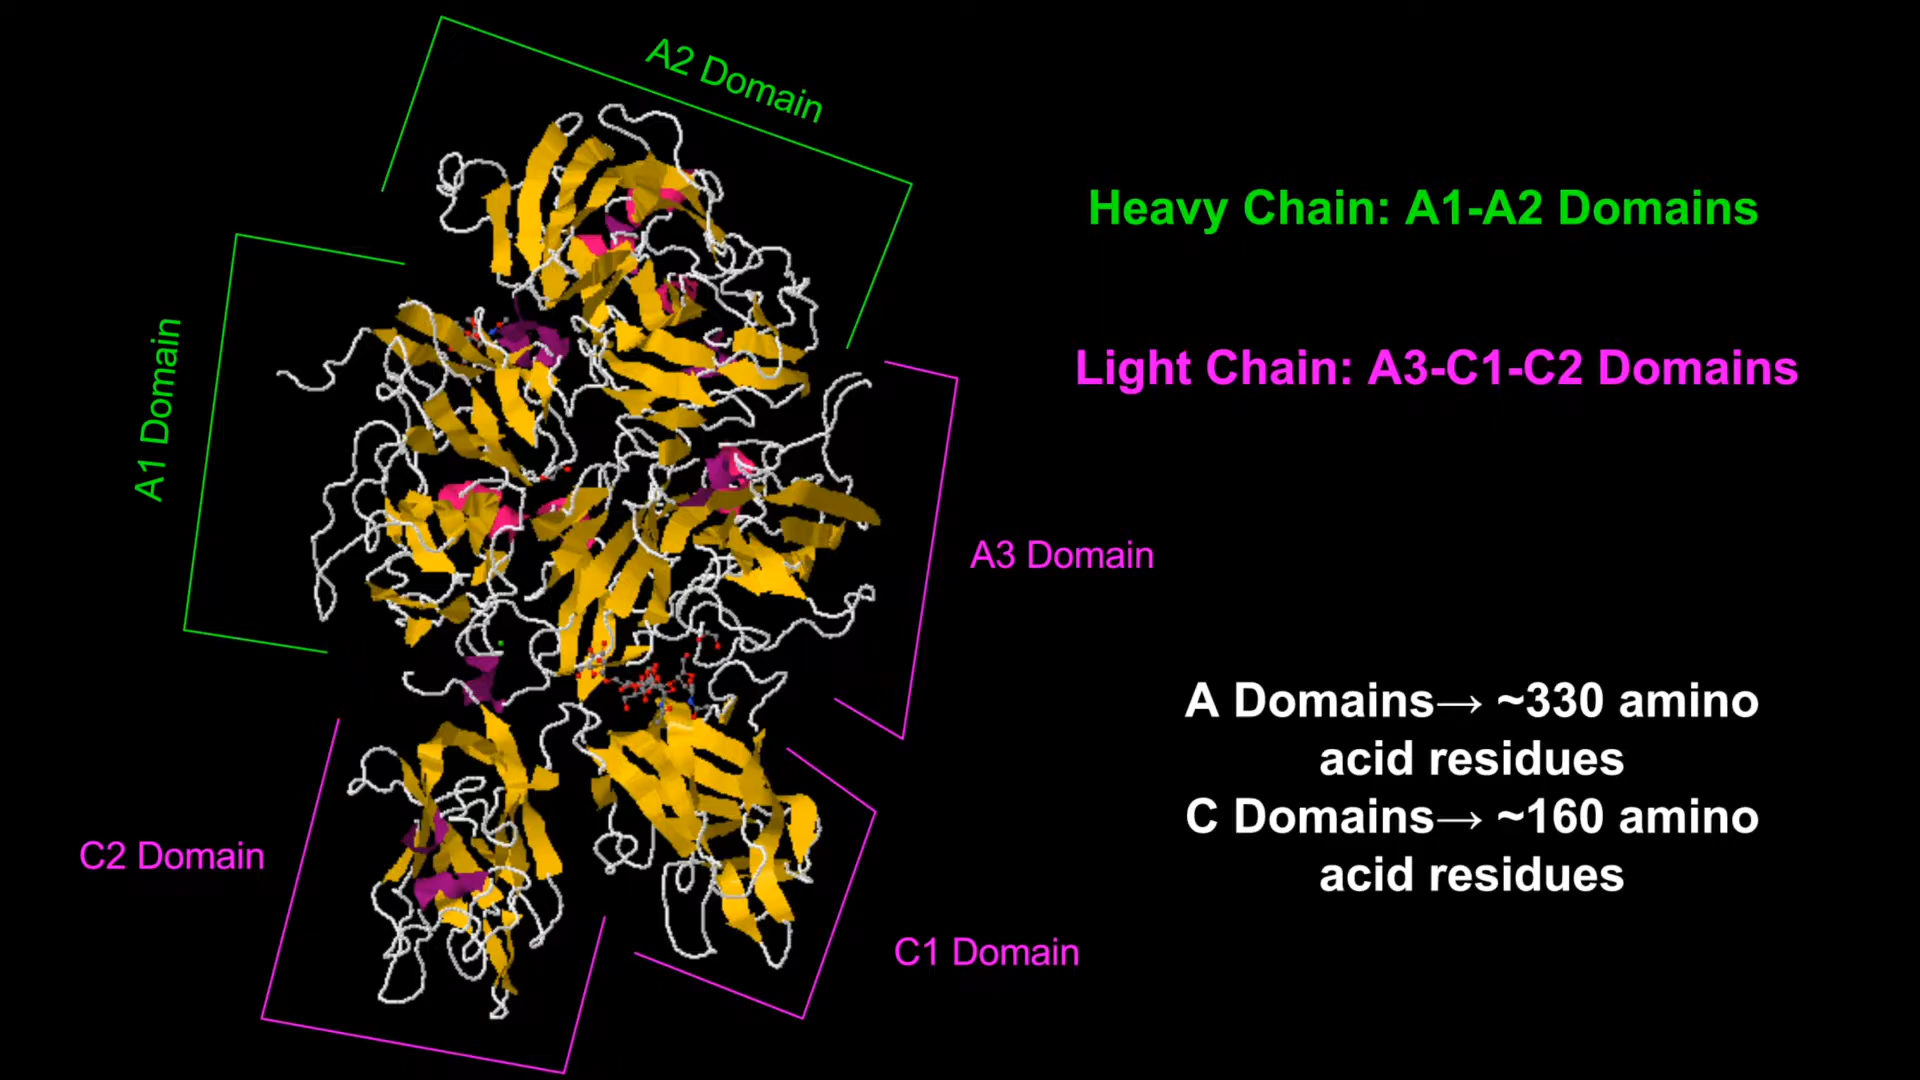 A2 Domain
Heavy Chain: A1-A2 Domains
Light Chain: A3-C1-C2 Domains
A1 Domain
A3 Domain
A Domains→ ~330 amino
acid residues
C Domains→ ~160 amino
acid residues
C2 Domain
C1 Domain